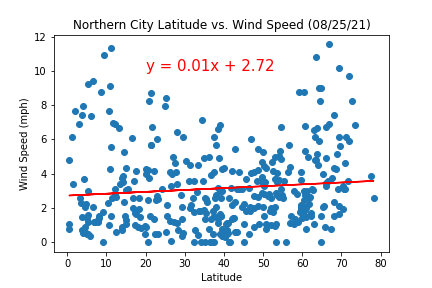 Northern City Latitude vs. Wind Speed (08/25/21)
12
10
8
6
4
2
0
Wind Speed (mph)
y = 0.01x + 2.72
0 10 20 30 40 50 60 70 80
Latitude